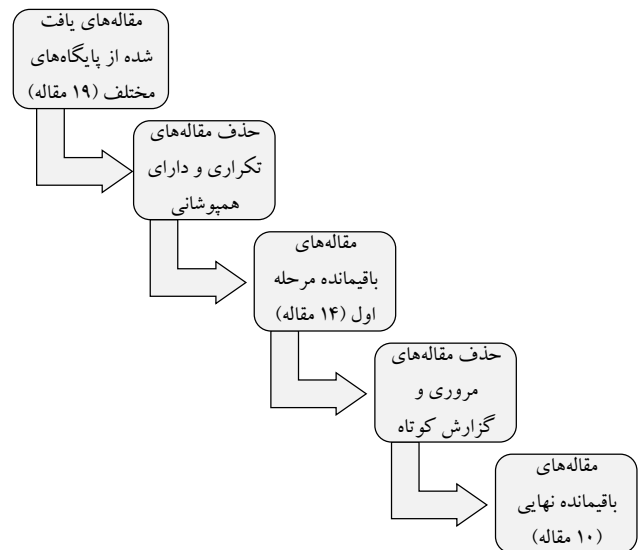 مقاله‌های یافت
شده از پایگاه‌های
مختلف (۱۹ مقاله)
حذف مقاله‌های
تکراری و دارای
همپوشانی
مقاله‌های
باقیمانده مرحله
اول (۱۴ مقاله)
حذف مقاله‌های
مروری و
گزارش کوتاه
مقاله‌های
باقیمانده نهایی
(۱۰ مقاله)